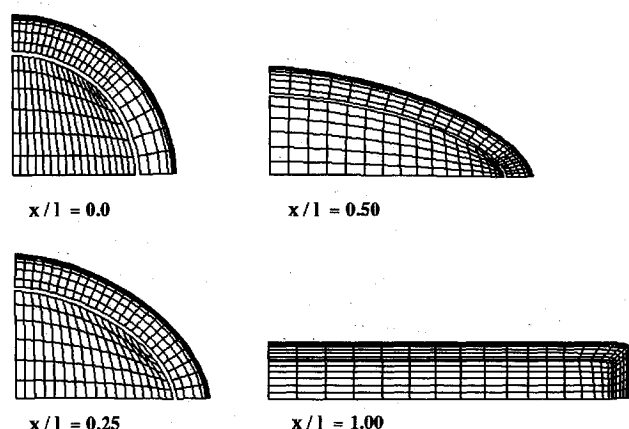 x / l = 0.0
x / l = 0.50
x / l = 0.25
x / l = 1.00